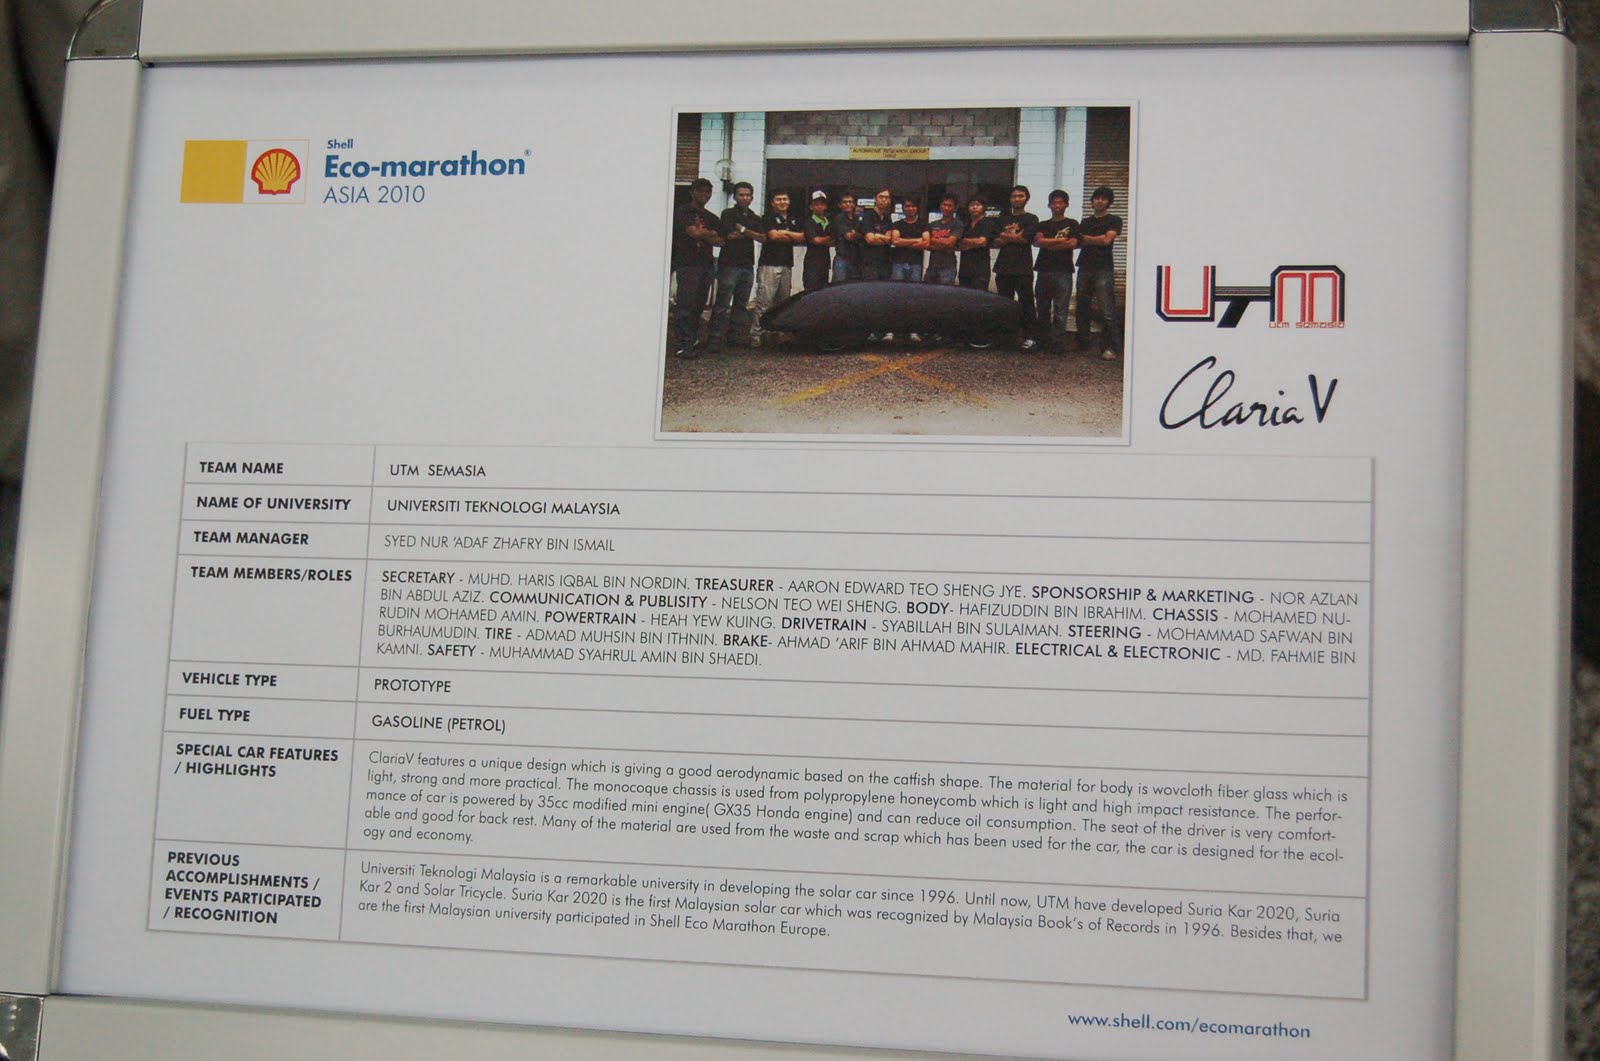 Shell
Eco-marathon®
ASIA 2010
AUTOMOTIVE RESEARCH GROUP
UTM
UTM SEMASIA
Claria V
TEAM NAME
UTM SEMASIA
NAME OF UNIVERSITY
UNIVERSITI TEKNOLOGI MALAYSIA
TEAM MANAGER
SYED NUR 'ADAF ZHAFRY BIN ISMAIL
TEAM MEMBERS/ROLES
SECRETARY - MUHD. HARIS IQBAL BIN NORDIN. TREASURER - AARON EDWARD TEO SHENG JYE. SPONSORSHIP & MARKETING - NOR AZLAN
BIN ABDUL AZIZ. COMMUNICATION & PUBLISITY - NELSON TEO WEI SHENG. BODY- HAFIZUDDIN BIN IBRAHIM. CHASSIS - MOHAMED NU-
RUDIN MOHAMED AMIN. POWERTRAIN - HEAH YEW KUING. DRIVETRAIN - SYABILLAH BIN SULAIMAN. STEERING - MOHAMMAD SAFWAN BIN
BURHAUMUDIN. TIRE - ADMAD MUHSIN BIN ITHNIN. BRAKE- AHMAD 'ARIF BIN AHMAD MAHIR. ELECTRICAL & ELECTRONIC - MD. FAHMIE BIN
KAMNI. SAFETY - MUHAMMAD SYAHRUL AMIN BIN SHAEDI.
VEHICLE TYPE
PROTOTYPE
FUEL TYPE
GASOLINE (PETROL)
SPECIAL CAR FEATURES
/ HIGHLIGHTS
ClariaV features a unique design which is giving a good aerodynamic based on the catfish shape. The material for body is wovcloth fiber glass which is
light, strong and more practical. The monocoque chassis is used from polypropylene honeycomb which is light and high impact resistance. The perfor-
mance of car is powered by 35cc modified mini engine( GX35 Honda engine) and can reduce oil consumption. The seat of the driver is very comfort-
able and good for back rest. Many of the material are used from the waste and scrap which has been used for the car, the car is designed for the ecol-
ogy and economy.
PREVIOUS
ACCOMPLISHMENTS /
EVENTS PARTICIPATED
/ RECOGNITION
Universiti Teknologi Malaysia is a remarkable university in developing the solar car since 1996. Until now, UTM have developed Suria Kar 2020, Suria
Kar 2 and Solar Tricycle. Suria Kar 2020 is the first Malaysian solar car which was recognized by Malaysia Book's of Records in 1996. Besides that, we
are the first Malaysian university participated in Shell Eco Marathon Europe.
www.shell.com/ecomarathon